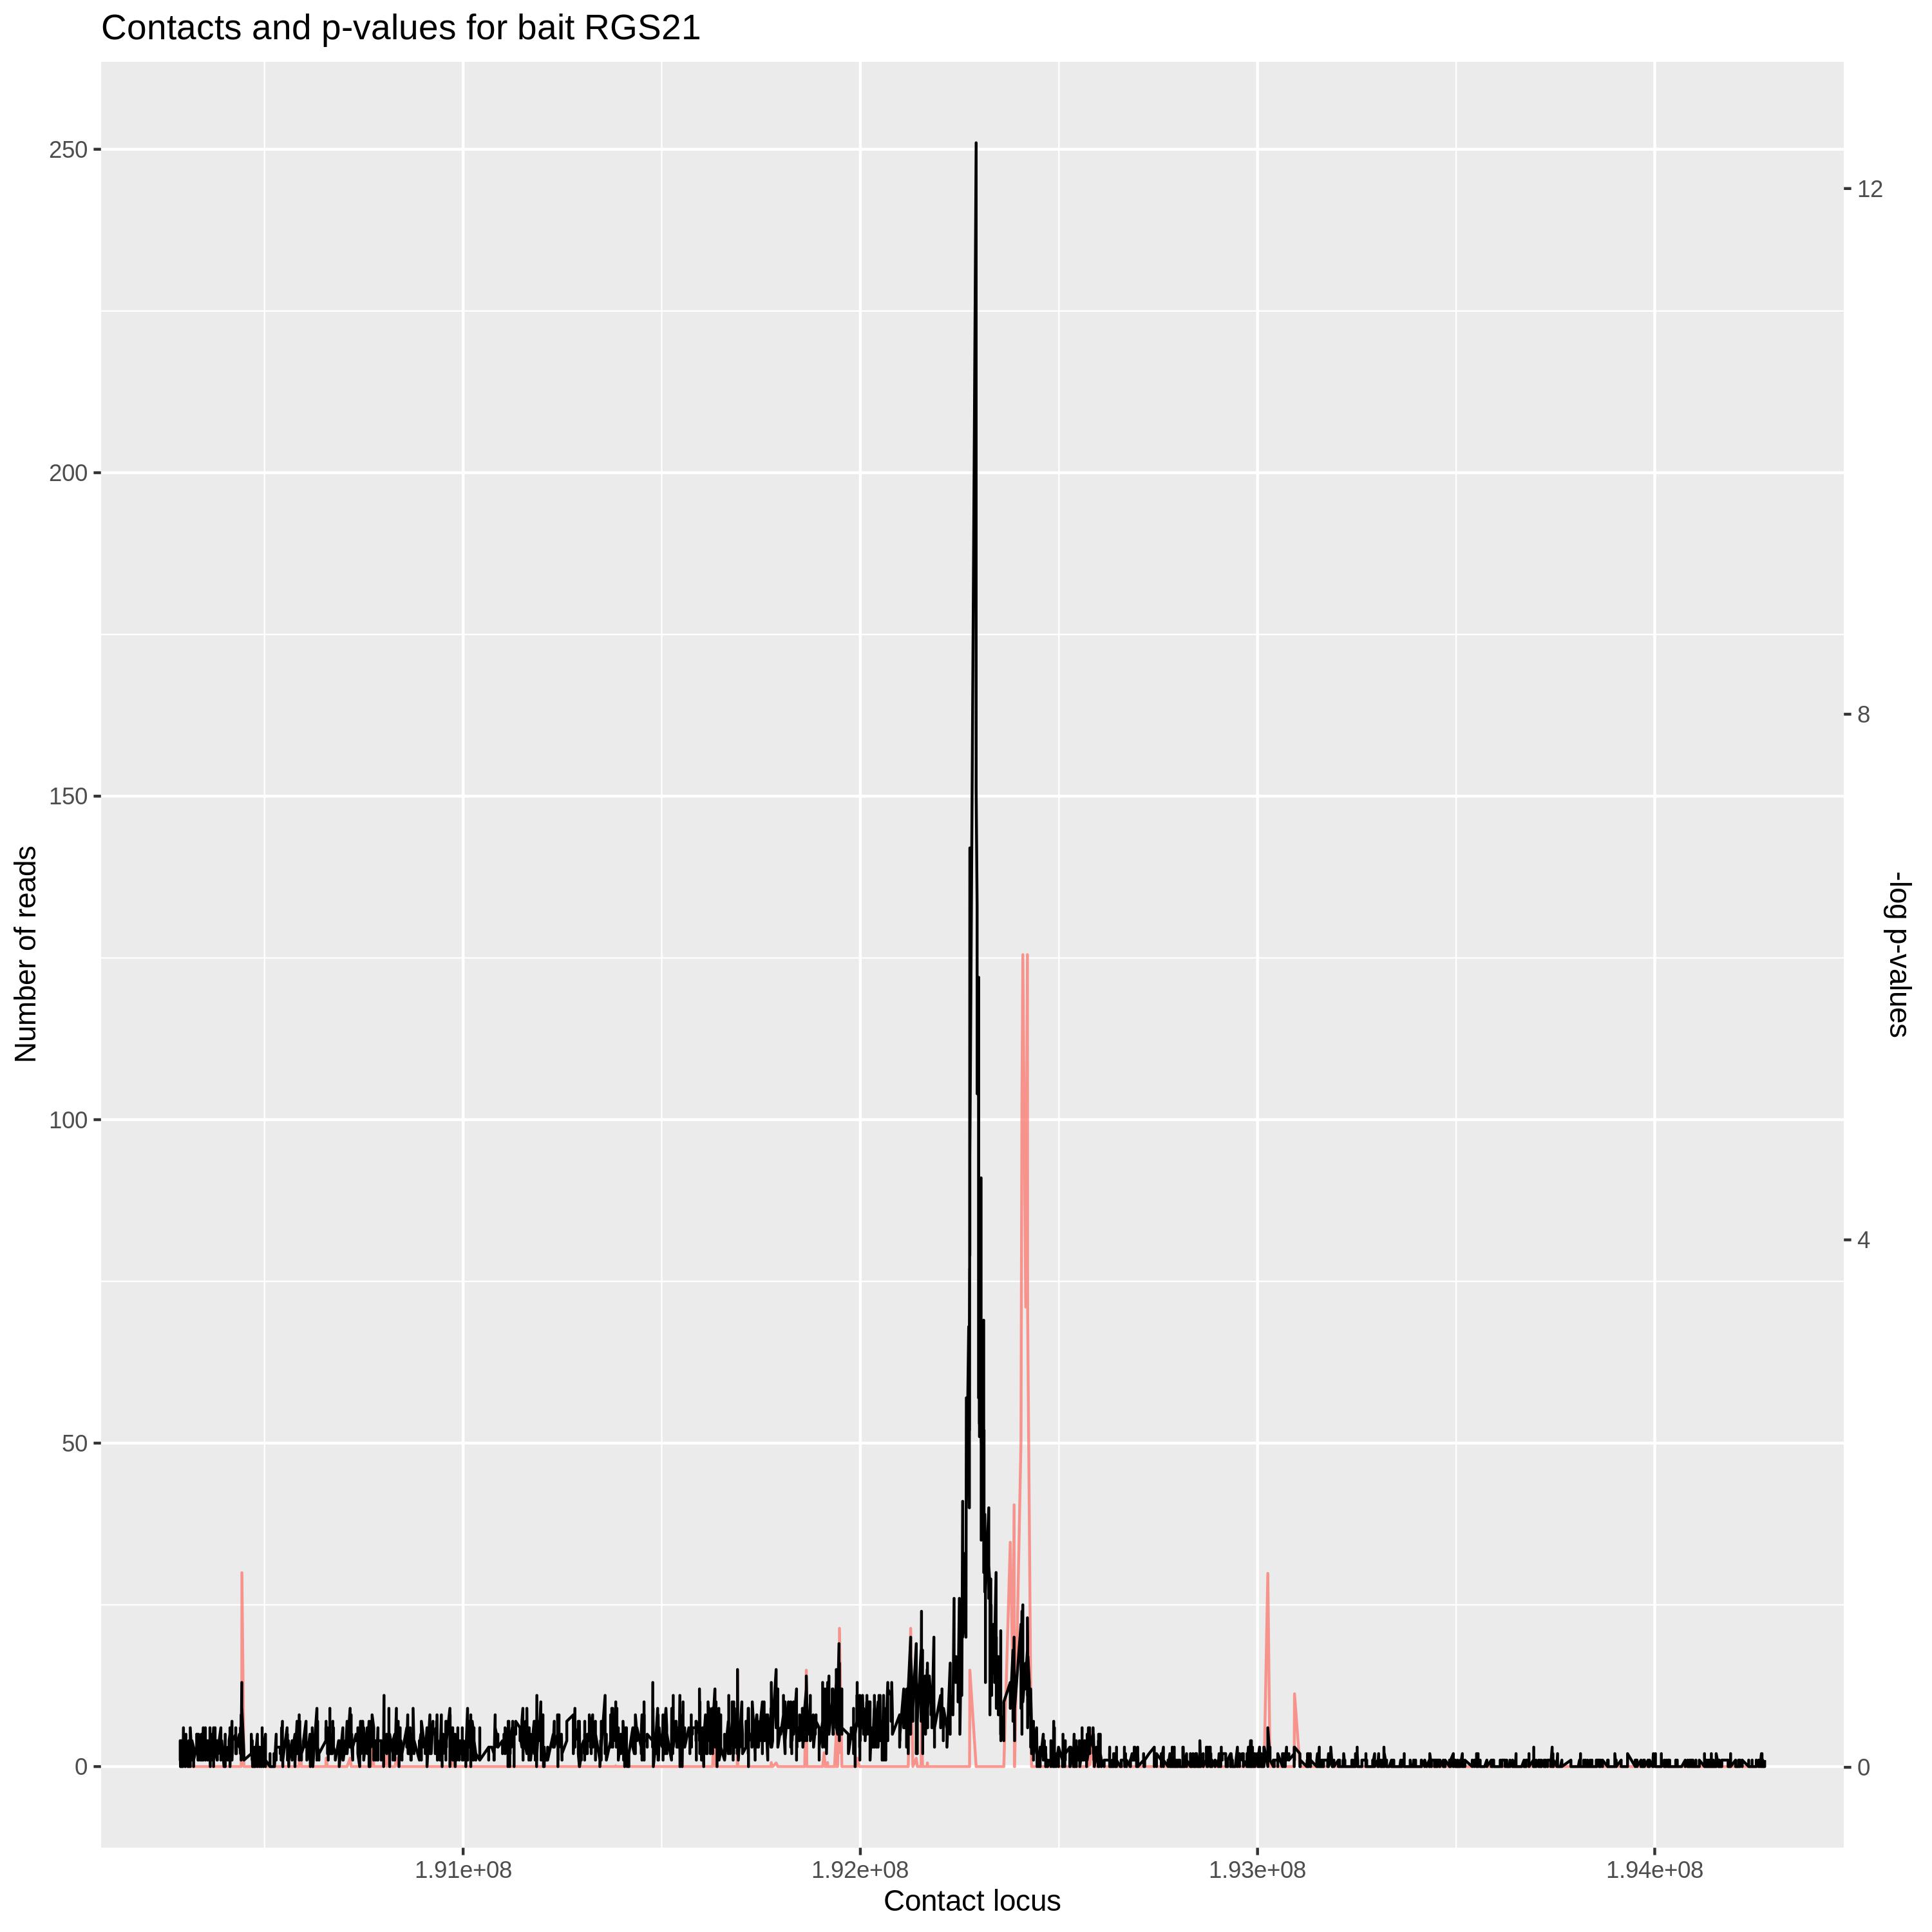 Contacts and p-values for bait RGS21
250
200
150
100
50
0
Number of reads
12
8
4
0
-log p-values
1.91e+08
1.92e+08
1.93e+08
1.94e+08
Contact locus